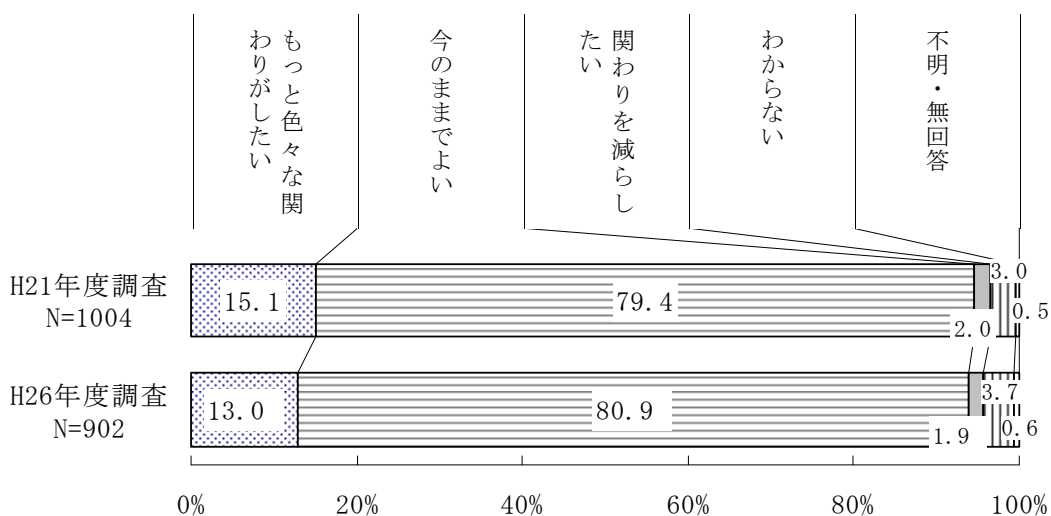 もっと色々な関
わりがしたい
今のままでよい
関わりを減らし
たい
わからない
不明・無回答
H21年度調査
N=1004
15.1
79.4
2.0
3.0
0.5
H26年度調査
N=902
13.0
80.9
1.9
3.7
0.6
0%
20%
40%
60%
80%
100%